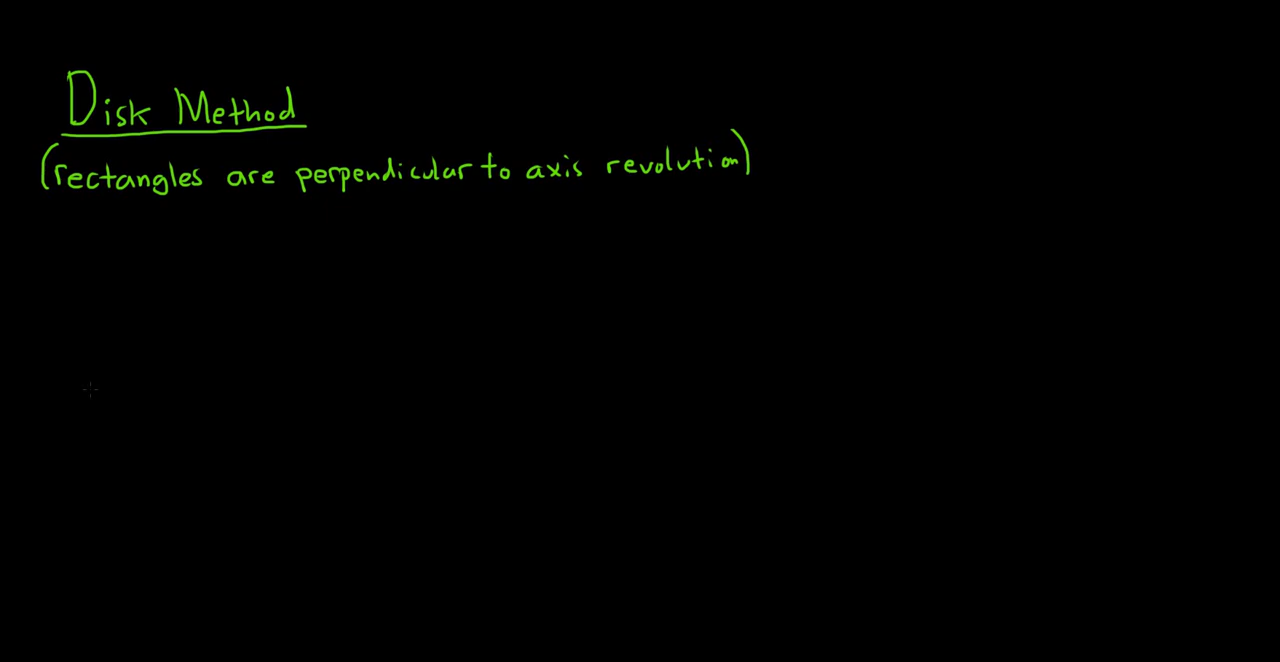 Disk Method
(rectangles are perpendicular to axis revolution)